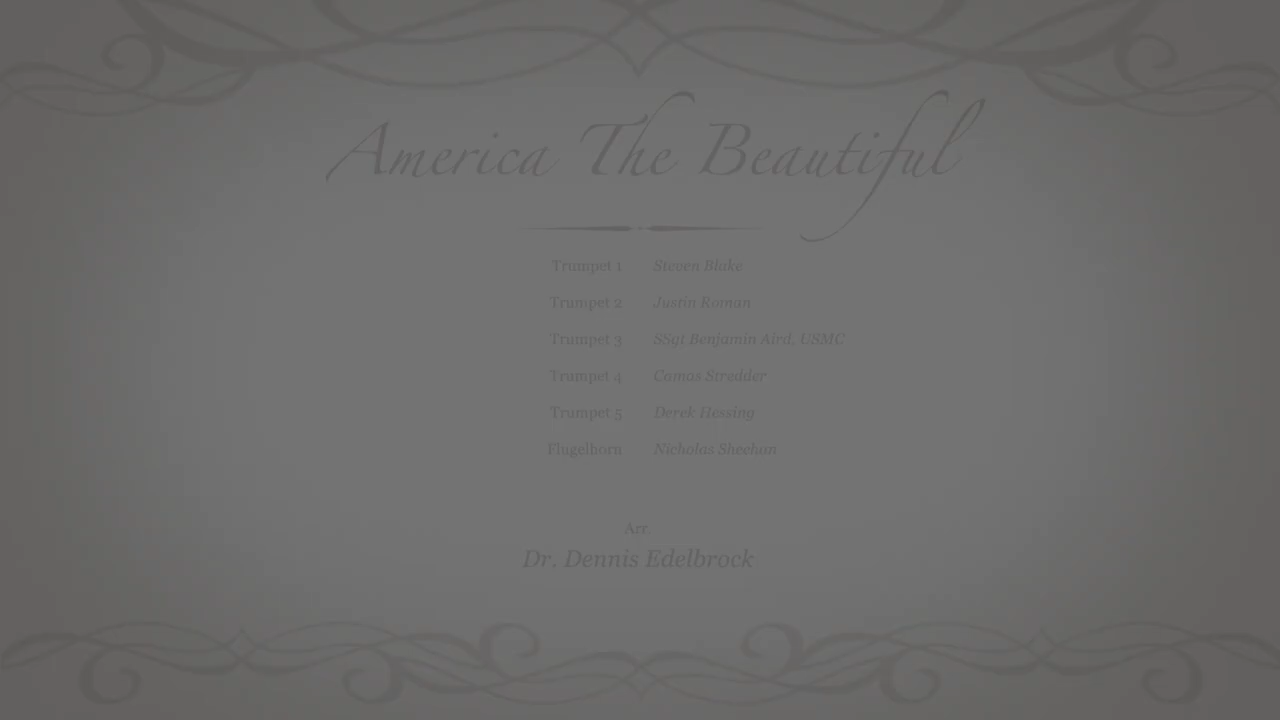 America The Beautiful
Trumpet 1 Steven Blake
Trumpet 2 Justin Roman
Trumpet 3 SSgt Benjamin Aird, USMC
Trumpet 4 Camas Stredder
Trumpet 5 Derek Hessing
Flugelhorn Nicholas Sheehan
Arr.
Dr. Dennis Edelbrock